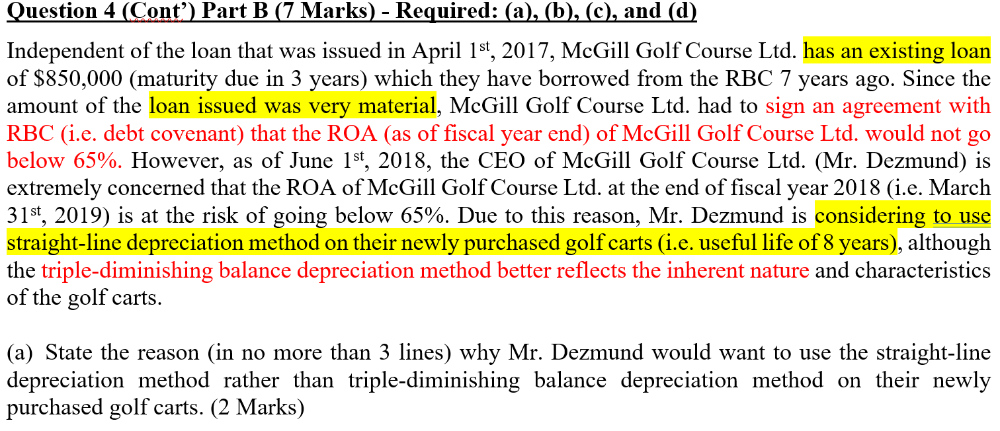 Question 4 (Cont’) Part B (7 Marks) - Required: (a), (b), (c), and (d)
Independent of the loan that was issued in April 1st, 2017, McGill Golf Course Ltd. has an existing loan
of $850,000 (maturity due in 3 years) which they have borrowed from the RBC 7 years ago. Since the
amount of the loan issued was very material, McGill Golf Course Ltd. had to sign an agreement with
RBC (i.e. debt covenant) that the ROA (as of fiscal year end) of McGill Golf Course Ltd. would not go
below 65%. However, as of June 1st, 2018, the CEO of McGill Golf Course Ltd. (Mr. Dezmund) is
extremely concerned that the ROA of McGill Golf Course Ltd. at the end of fiscal year 2018 (i.e. March
31st, 2019) is at the risk of going below 65%. Due to this reason, Mr. Dezmund is considering to use
straight-line depreciation method on their newly purchased golf carts (i.e. useful life of 8 years), although
the triple-diminishing balance depreciation method better reflects the inherent nature and characteristics
of the golf carts.
(a) State the reason (in no more than 3 lines) why Mr. Dezmund would want to use the straight-line
depreciation method rather than triple-diminishing balance depreciation method on their newly
purchased golf carts. (2 Marks)